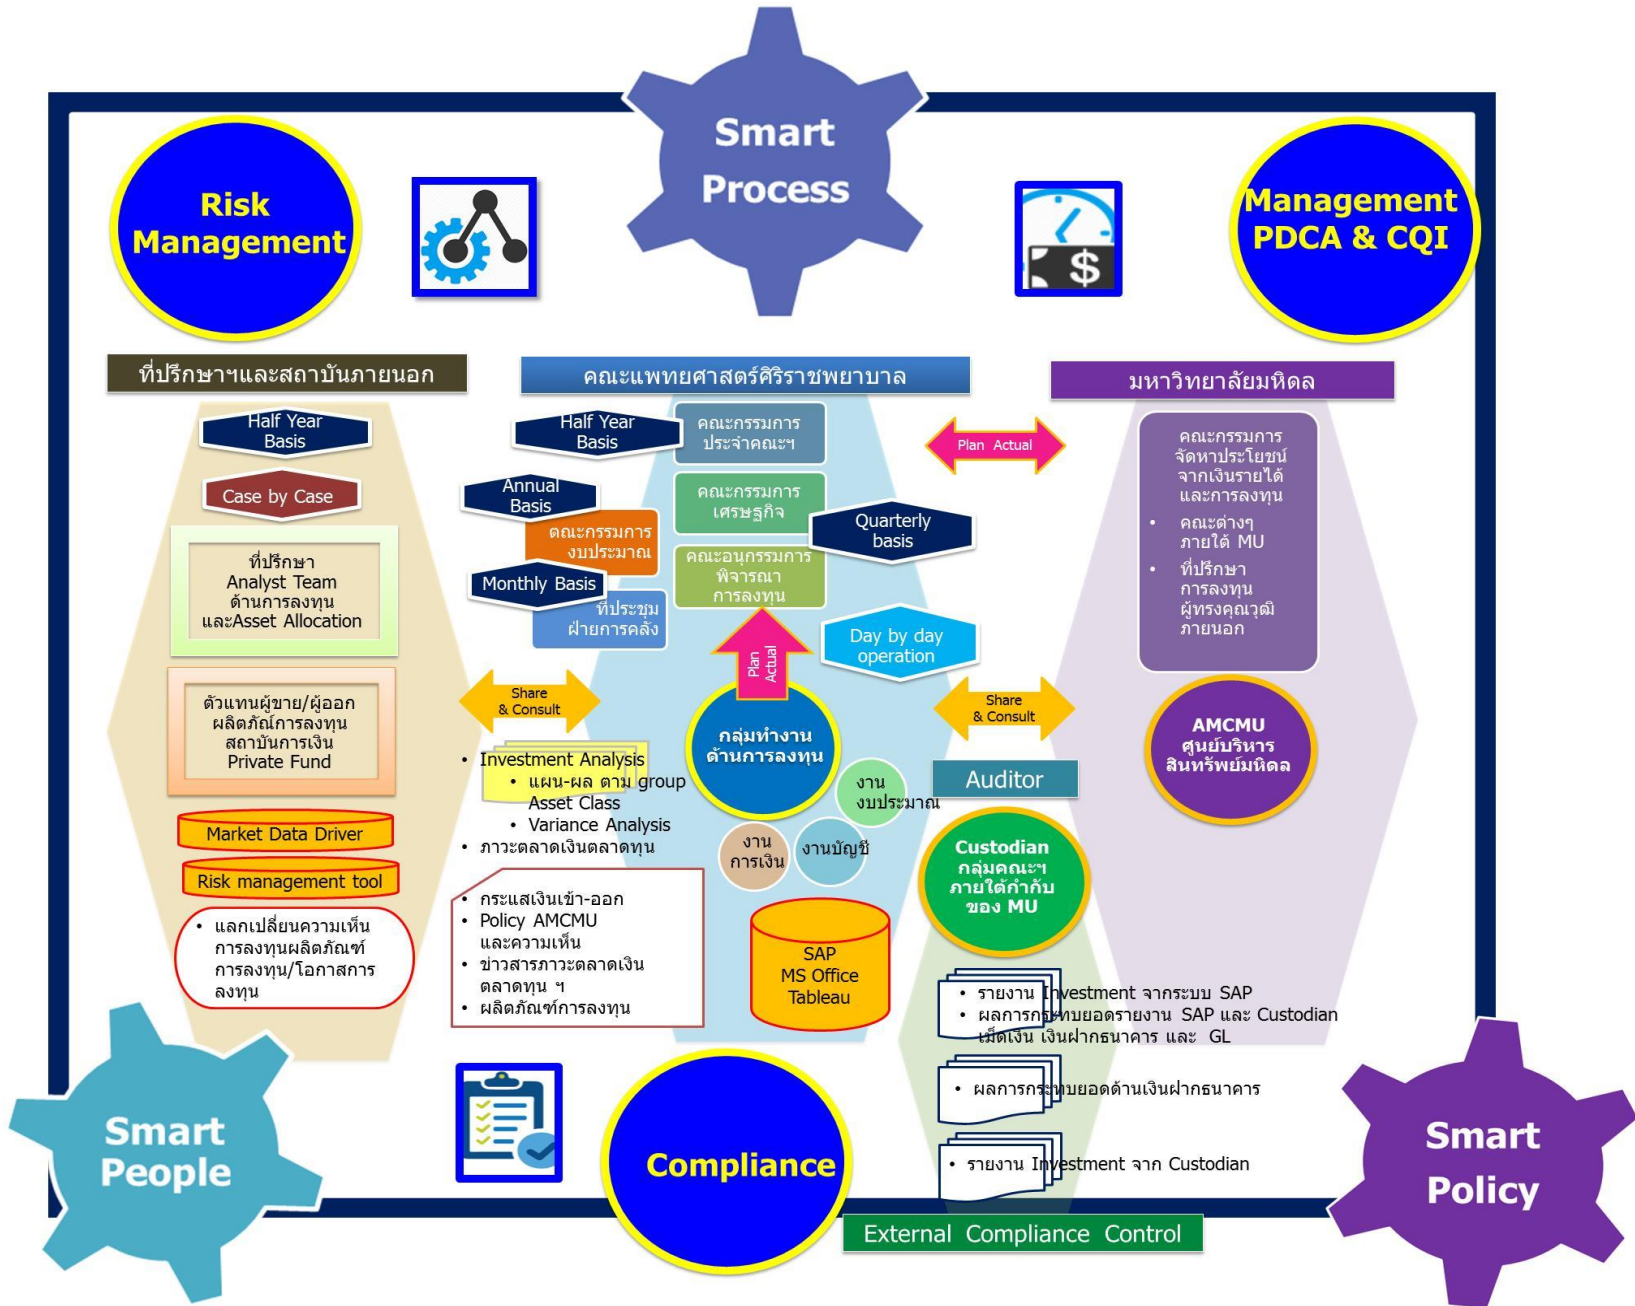 Smart
Process
Risk
Management
Management
PDCA & CQI
ที่ปรึกษาฯและสถาบันภายนอก
Half Year
Basis
Case by Case
ที่ปรึกษา
Analyst Team
ด้านการลงทุน
และAsset Allocation
ตัวแทนผู้ขาย/ผู้ออก
ผลิตภัณ์การลงทุน
สถาบันการเงิน
Private Fund
Market Data Driver
Risk management tool
• แลกเปลี่ยนความเห็น
การลงทุนผลิตภัณฑ์
การลงทุน/โอกาสการ
ลงทุน
คณะแพทยศาสตร์ศิริราชพยาบาล
Half Year
Basis
คณะกรรมการ
ประจำคณะฯ
Annual
Basis
คณะกรรมการ
เศรษฐกิจ
ตณะกรรมการ
งบประมาณ
Quarterly
basis
คณะอนุกรรมการ
พิจารณา
การลงทุน
Monthly Basis
ที่ประชุม
ฝ่ายการคลัง
Plan
Actual
Day by day
operation
Share
& Consult
กลุ่มทำงาน
ด้านการลงทุน
• Investment Analysis
• แผน-ผล ตาม group
Asset Class
• Variance Analysis
• ภาวะตลาดเงินตลาดทุน
งาน
งบประมาณ
งาน
การเงิน
งานบัญชี
• กระแสเงินเข้า-ออก
• Policy AMCMU
และความเห็น
• ข่าวสารภาวะตลาดเงิน
ตลาดทุน ฯ
• ผลิตภัณฑ์การลงทุน
SAP
MS Office
Tableau
มหาวิทยาลัยมหิดล
Plan Actual
คณะกรรมการ
จัดหาประโยชน์
จากเงินรายได้
และการลงทุน
• คณะต่างๆ
ภายใต้ MU
• ที่ปรึกษา
การลงทุน
ผู้ทรงคุณวุฒิ
ภายนอก
Share
& Consult
AMCMU
ศูนย์บริหาร
สินทรัพย์มหิดล
Auditor
Custodian
กลุ่มคณะฯ
ภายใต้กำกับ
ของ MU
• รายงาน Investment จากระบบ SAP
• ผลการกระทบยอดรายงาน SAP และ Custodian
เม็ดเงิน เงินฝากธนาคาร และ GL
• ผลการกระทบยอดด้านเงินฝากธนาคาร
• รายงาน Investment จาก Custodian
External Compliance Control
Smart
People
Compliance
Smart
Policy